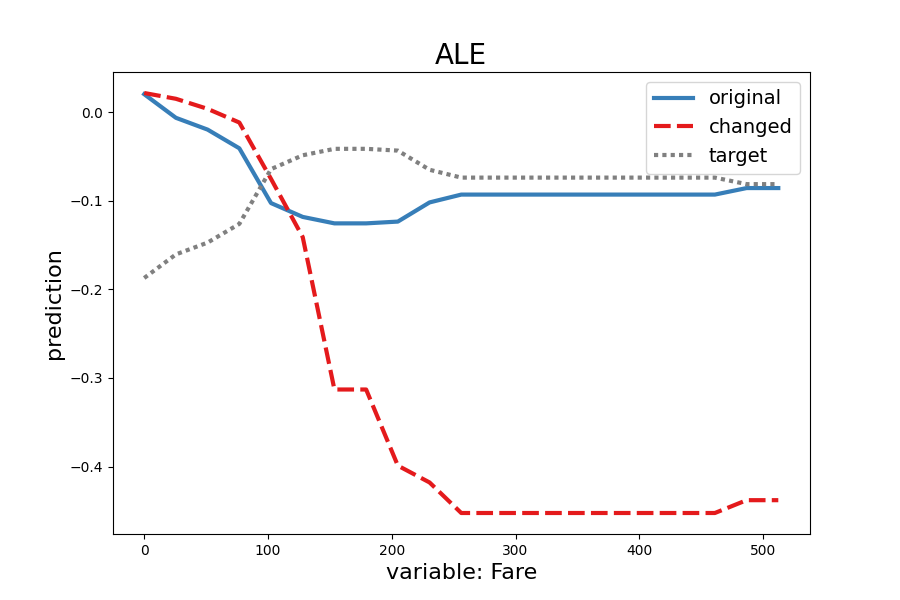 ALE
original
changed
target
0.0
−0.1
−0.2
−0.3
−0.4
prediction
0 100 200 300 400 500
variable: Fare